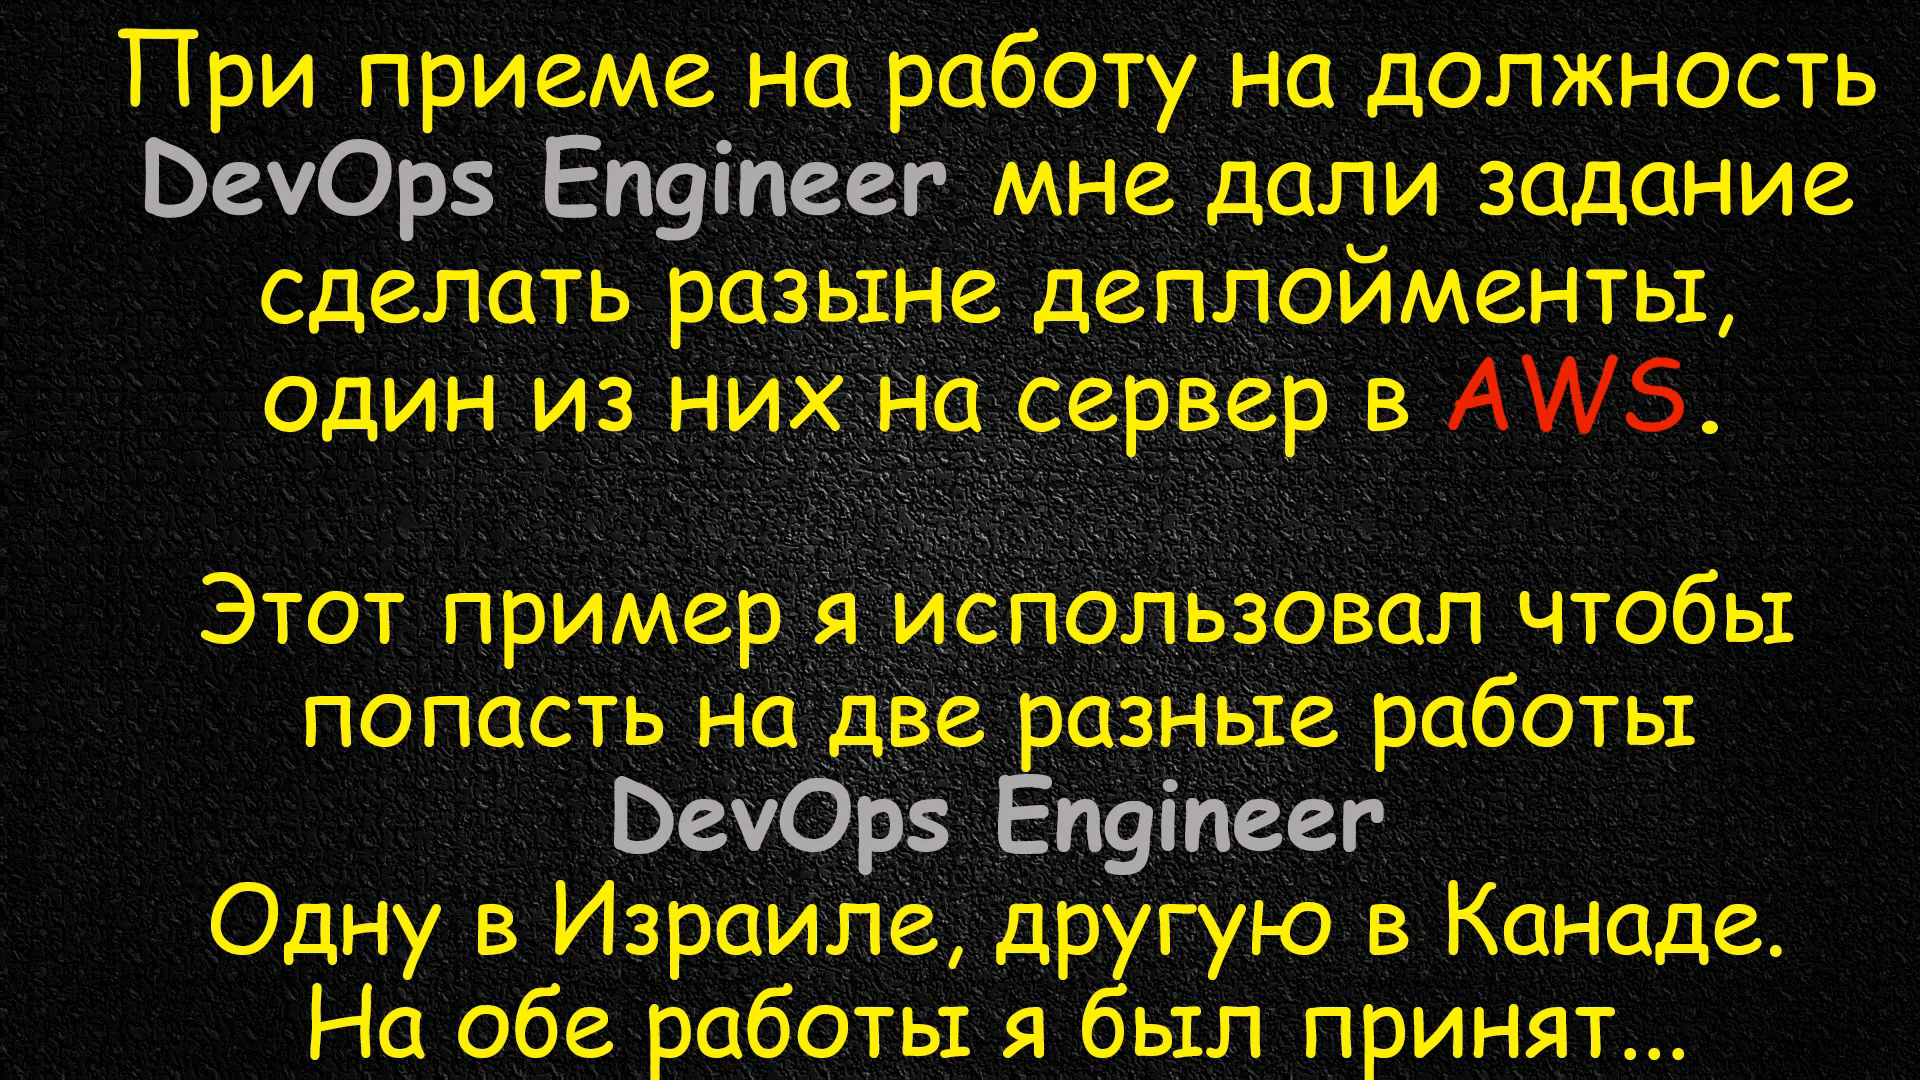 При приеме на работу на должность
DevOps Engineer мне дали задание
сделать разыне деплойменты,
один из них на сервер в AWS.
Этот пример я использовал чтобы
попасть на две разные работы
DevOps Engineer
Одну в Израиле, другую в Канаде.
На обе работы я был принят...